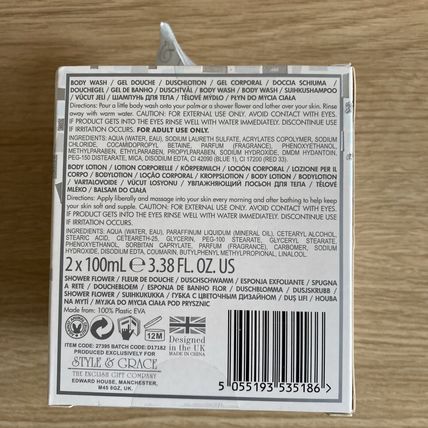 BODY WASH / GEL DOUCHE / DUSCHLOTION / GEL CORPORAL / DOCCIA SCHIUMA
DOUCHEGEL / GEL DE BANHO / DUSCHTVÅL / BODY WASH / BODY WASH / SUIHKUSHAMPOO
/ VÜCUT JELİ / ШАМПУНЬ ДЛЯ ТЕЛА / TĚLOVÉ MÝDLO / PŁYN DO MYCIA CIAŁA
Directions: Pour a little body wash onto your palm or a shower flower and lather over your skin. Rinse
away with warm water. CAUTION: FOR EXTERNAL USE ONLY. AVOID CONTACT WITH EYES.
IF PRODUCT GETS INTO THE EYES RINSE WELL WITH WATER IMMEDIATELY. DISCONTINUE USE
IF IRRITATION OCCURS. FOR ADULT USE ONLY.
INGREDIENTS: AQUA (WATER, EAU), SODIUM LAURETH SULFATE, ACRYLATES COPOLYMER, SODIUM
CHLORIDE, COCAMIDOPROPYL BETAINE, PARFUM (FRAGRANCE), PHENOXYETHANOL,
METHYLPARABEN, ETHYLPARABEN, PROPYLPARABEN, SODIUM HYDROXIDE, DMDM HYDANTOIN,
PEG-150 DISTEARATE, MICA, DISODIUM EDTA, CI 42090 (BLUE 1), CI 17200 (RED 33).
BODY LOTION / LOTION CORPORELLE / KÖRPERMILCH / LOCIÓN CORPORAL / LOZIONE PER IL
CORPO / BODYLOTION / LOÇÃO CORPORAL / KROPPSLOTION / BODY LOTION / BODYLOTION
/ VARTALOVOIDE / VÜCUT LOSYONU / УВЛАЖНЯЮЩИЙ ЛОСЬОН ДЛЯ ТЕЛА / TĚLOVÉ
MLÉKO / BALSAM DO CIAŁA
Directions: Apply liberally and massage into your skin every morning and after bathing to help keep
your skin soft and supple. CAUTION: FOR EXTERNAL USE ONLY. AVOID CONTACT WITH EYES.
IF PRODUCT GETS INTO THE EYES RINSE WELL WITH WATER IMMEDIATELY. DISCONTINUE USE
IF IRRITATION OCCURS.
INGREDIENTS: AQUA (WATER, EAU), PARAFFINUM LIQUIDUM (MINERAL OIL), CETEARYL ALCOHOL,
STEARIC ACID, CETEARETH-25, GLYCERIN, PEG-100 STEARATE, GLYCERYL STEARATE,
PHENOXYETHANOL, SORBITAN CAPRYLATE, PARFUM (FRAGRANCE), CARBOMER, SODIUM
HYDROXIDE, DISODIUM EDTA, COUMARIN, BUTYLPHENYL METHYLPROPIONAL, LINALOOL
2 x 100mL e 3.38 FL. OZ. US
SHOWER FLOWER / FLEUR DE DOUCHE / DUSCHSCHWAMM / ESPONJA EXFOLIANTE / SPUGNA
A RETE / DOUCHEBLOEM / ESPONJA DE BANHO FLOR / DUSCHBLOMMA / DUSJSKRUBB /
SHOWER FLOWER / SUIHKUKUKKA / ГУБКА С ЦВЕТОЧНЫМ ДИЗАЙНОМ / DUŞ LIFI / HOUBA
NA MYTÍ / MYJKA DO MYCIA CIAŁA POD PRYSZNIC
Made from: 100% Plastic EVA
12M
Designed
in the U.K
MADE IN CHINA
ITEM CODE: 27395 BATCH CODE: D17182
PRODUCED EXCLUSIVELY FOR
STYLE & GRACE
THE ENGLISH GIFT COMPANY
EDWARD HOUSE, MANCHESTER,
M45 8GZ, UK.
5 055193 535186 >